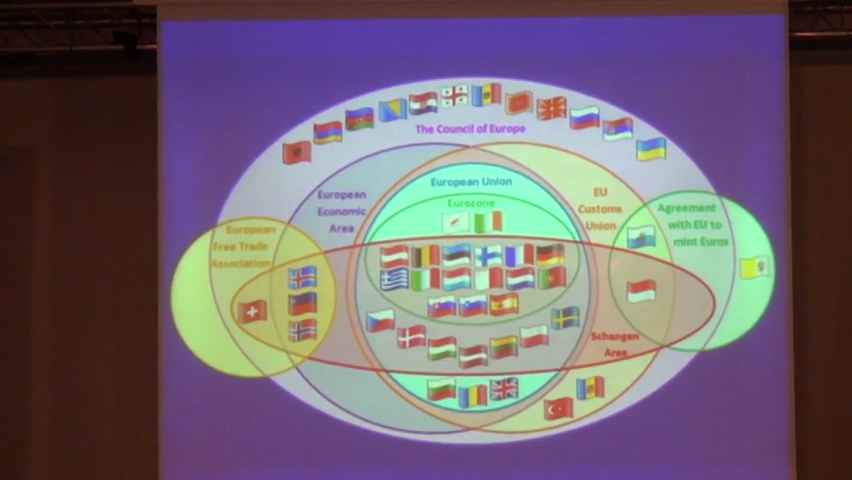 The Council of Europe
European Union
European
Economic
Area
EU
Customs
Union
Eurozone
Agreement
with EU to
mint Euros
European
Free Trade
Association
Schangan
Area